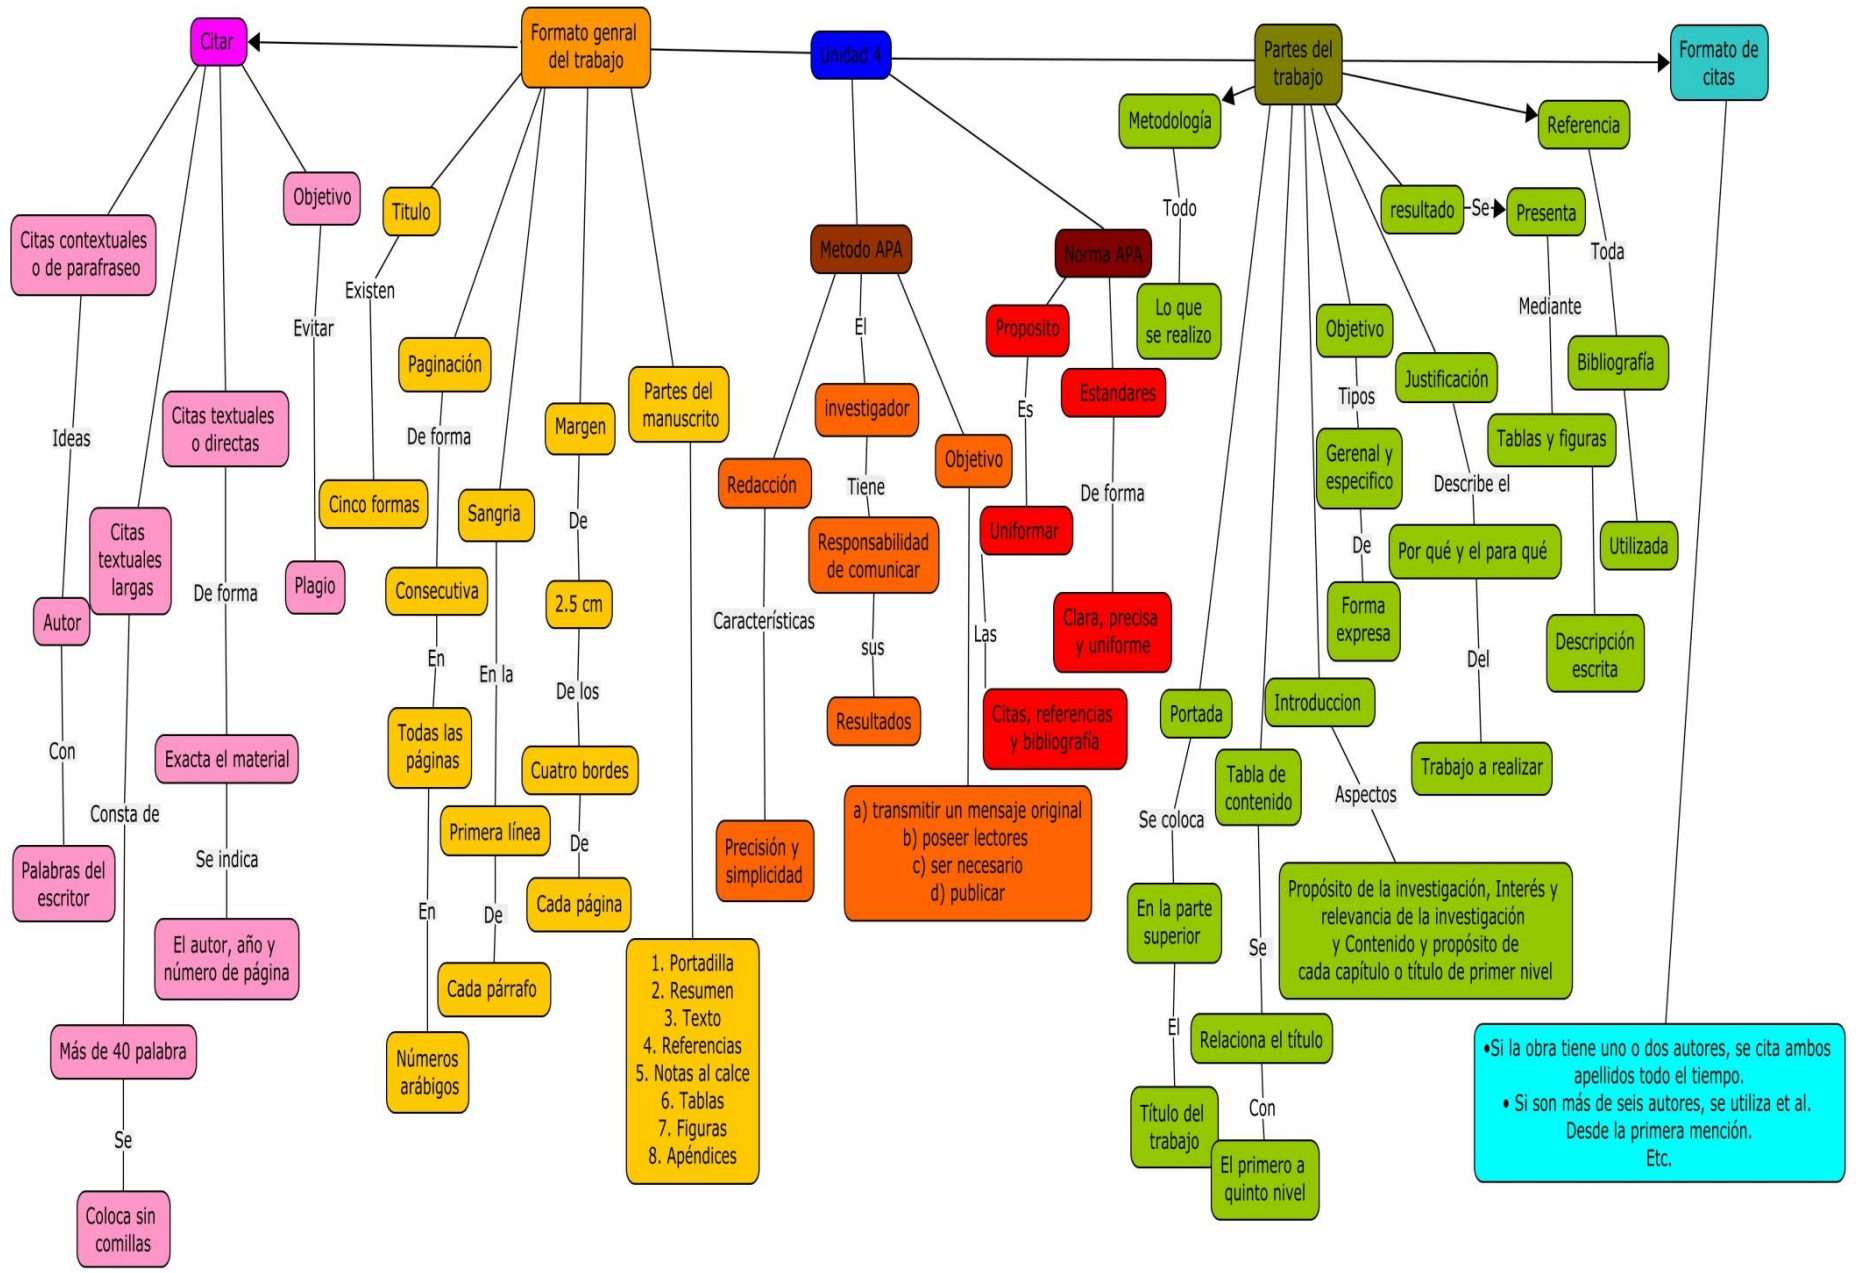 Citar
Formato genral
del trabajo
Unidad 4
Partes del
trabajo
Formato de
citas
Citas contextuales
o de parafraseo
Ideas
Autor
Con
Palabras del
escritor
Citas
textuales
largas
Consta de
Más de 40 palabra
Se
Coloca sin
comillas
Citas textuales
o directas
De forma
Exacta el material
Se indica
El autor, año y
número de página
Objetivo
Evitar
Plagio
Titulo
Existen
Cinco formas
Paginación
De forma
Consecutiva
En
Todas las
páginas
En
Números
arábigos
Sangria
En la
Primera línea
De
Cada párrafo
Margen
De
2.5 cm
De los
Cuatro bordes
De
Cada página
Partes del
manuscrito
1. Portadilla
2. Resumen
3. Texto
4. Referencias
5. Notas al calce
6. Tablas
7. Figuras
8. Apéndices
Metodo APA
Redacción
Características
Precisión y
simplicidad
El
investigador
Tiene
Responsabilidad
de comunicar
sus
Resultados
Objetivo
a) transmitir un mensaje original
b) poseer lectores
c) ser necesario
d) publicar
Norma APA
Proposito
Es
Uniformar
Las
Citas, referencias
y bibliografía
Estandares
De forma
Clara, precisa
y uniforme
Metodología
Todo
Lo que
se realizo
Portada
Se coloca
En la parte
superior
El
Título del
trabajo
Tabla de
contenido
Se
Relaciona el título
Con
El primero a
quinto nivel
Introduccion
Aspectos
Propósito de la investigación, Interés y
relevancia de la investigación
y Contenido y propósito de
cada capítulo o título de primer nivel
Objetivo
Tipos
Gerenal y
especifico
De
Forma
expresa
Justificación
Describe el
Por qué y el para qué
Del
Trabajo a realizar
resultado
Se
Presenta
Mediante
Tablas y figuras
Descripción
escrita
Referencia
Toda
Bibliografía
Utilizada
•Si la obra tiene uno o dos autores, se cita ambos
apellidos todo el tiempo.
• Si son más de seis autores, se utiliza et al.
Desde la primera mención.
Etc.